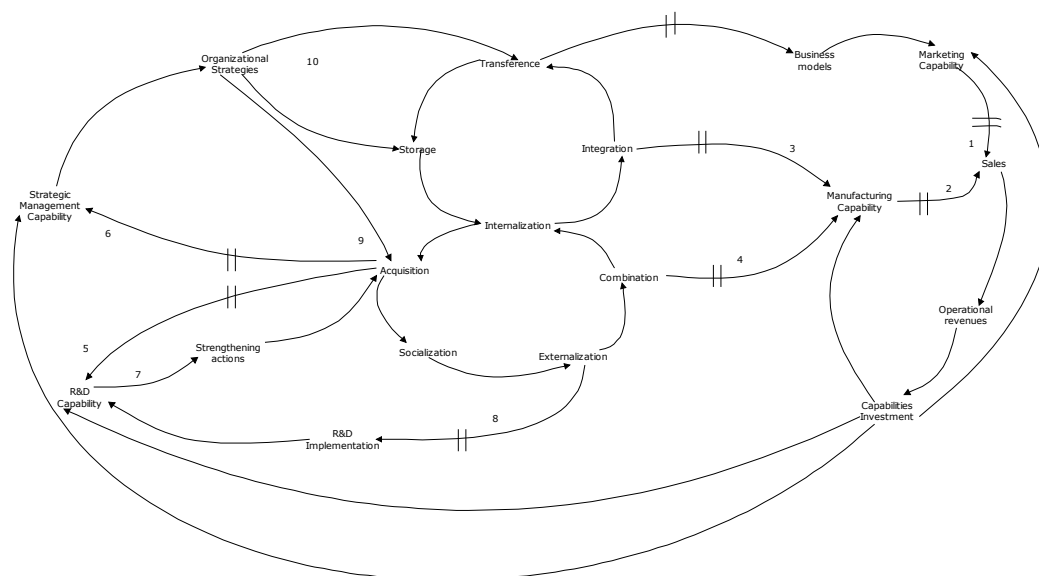 Organizational
Strategies
10
Transference
Business
models
Marketing
Capability
Storage
Integration
3
1
Sales
Strategic
Management
Capability
Manufacturing
Capability
2
6
9
Internalization
Acquisition
Combination
4
Operational
revenues
5
Strengthening
actions
Socialization
Externalization
7
R&D
Capability
Capabilities
Investment
8
R&D
Implementation